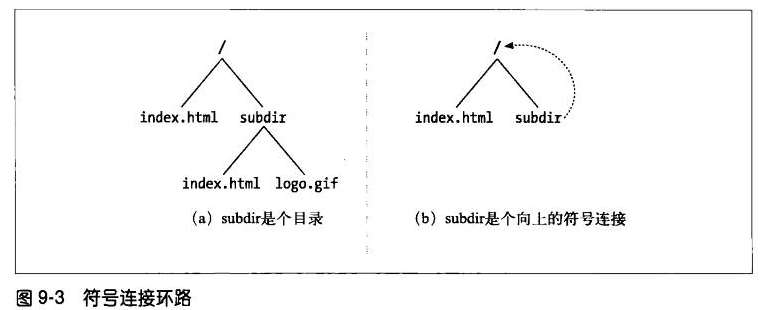 /
index.html subdir
index.html logo.gif
(a) subdir是个目录
/
index.html subdir
(b) subdir是个向上的符号连接
图 9-3 符号连接环路